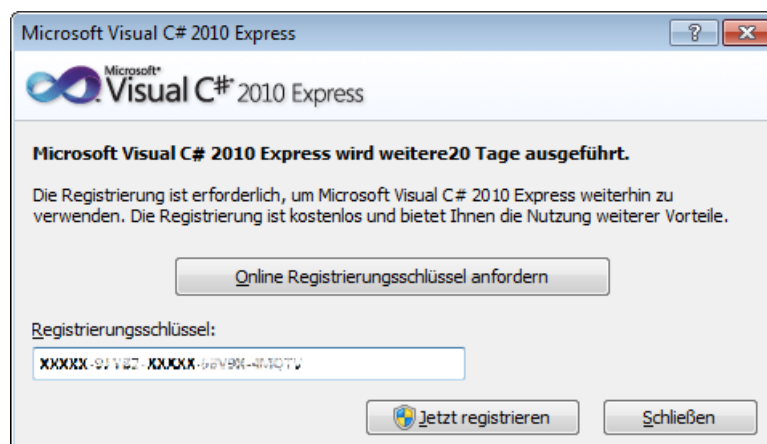 Microsoft Visual C# 2010 Express
Microsoft®
Visual C#® 2010 Express
Microsoft Visual C# 2010 Express wird weitere20 Tage ausgeführt.
Die Registrierung ist erforderlich, um Microsoft Visual C# 2010 Express weiterhin zu
verwenden. Die Registrierung ist kostenlos und bietet Ihnen die Nutzung weiterer Vorteile.
Online Registrierungsschlüssel anfordern
Registrierungsschlüssel:
XXXXX- -XXXXX-
Jetzt registrieren
Schließen